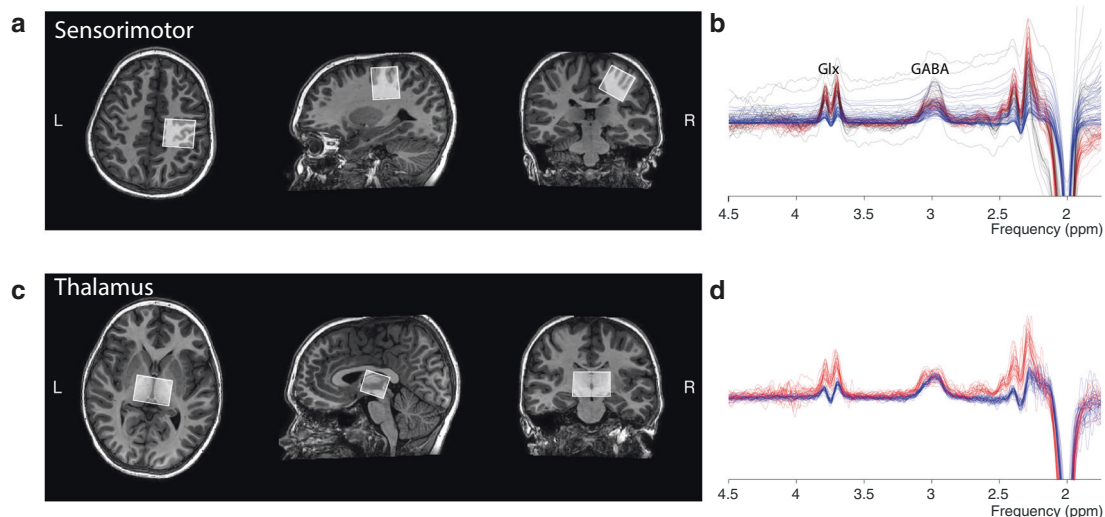 a
Sensorimotor
L
R
b
Glx
GABA
4.5 4 3.5 3 2.5 2
Frequency (ppm)
c
Thalamus
L
R
d
4.5 4 3.5 3 2.5 2
Frequency (ppm)